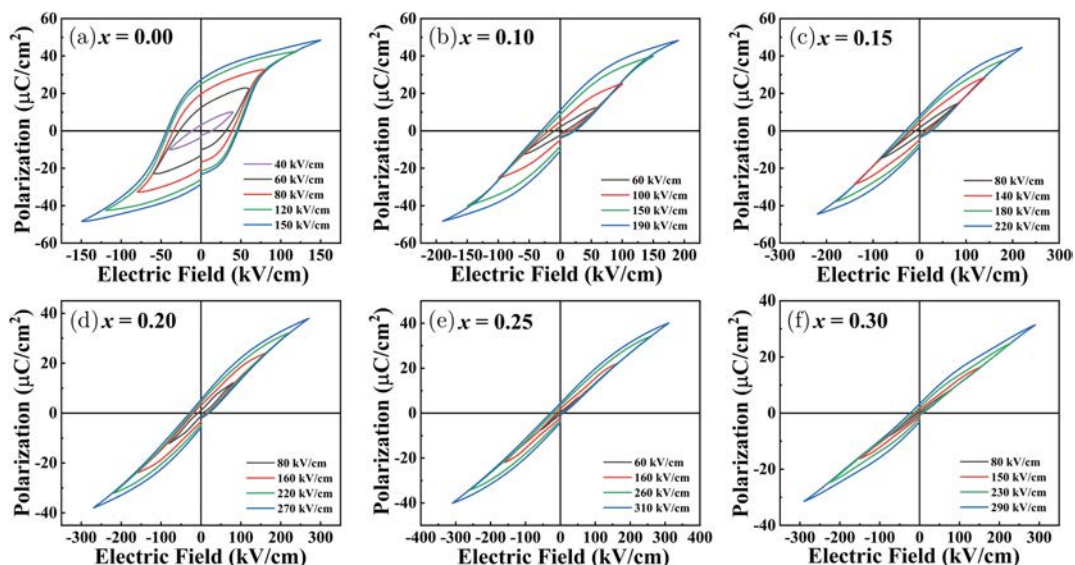 (a) x = 0.00
Polarization (μC/cm²)
60
40
20
0
-20
-40
-60
40 kV/cm
60 kV/cm
80 kV/cm
120 kV/cm
150 kV/cm
-150 -100 -50 0 50 100 150
Electric Field (kV/cm)
(b) x = 0.10
Polarization (μC/cm²)
60
40
20
0
-20
-40
-60
60 kV/cm
100 kV/cm
150 kV/cm
190 kV/cm
-200 -150 -100 -50 0 50 100 150 200
Electric Field (kV/cm)
(c) x = 0.15
Polarization (μC/cm²)
60
40
20
0
-20
-40
-60
80 kV/cm
140 kV/cm
180 kV/cm
220 kV/cm
-300 -200 -100 0 100 200 300
Electric Field (kV/cm)
(d) x = 0.20
Polarization (μC/cm²)
40
20
0
-20
-40
80 kV/cm
160 kV/cm
220 kV/cm
270 kV/cm
-300 -200 -100 0 100 200 300
Electric Field (kV/cm)
(e) x = 0.25
Polarization (μC/cm²)
40
20
0
-20
-40
60 kV/cm
160 kV/cm
260 kV/cm
310 kV/cm
-400 -300 -200 -100 0 100 200 300 400
Electric Field (kV/cm)
(f) x = 0.30
Polarization (μC/cm²)
40
20
0
-20
-40
80 kV/cm
150 kV/cm
230 kV/cm
290 kV/cm
-300 -200 -100 0 100 200 300
Electric Field (kV/cm)